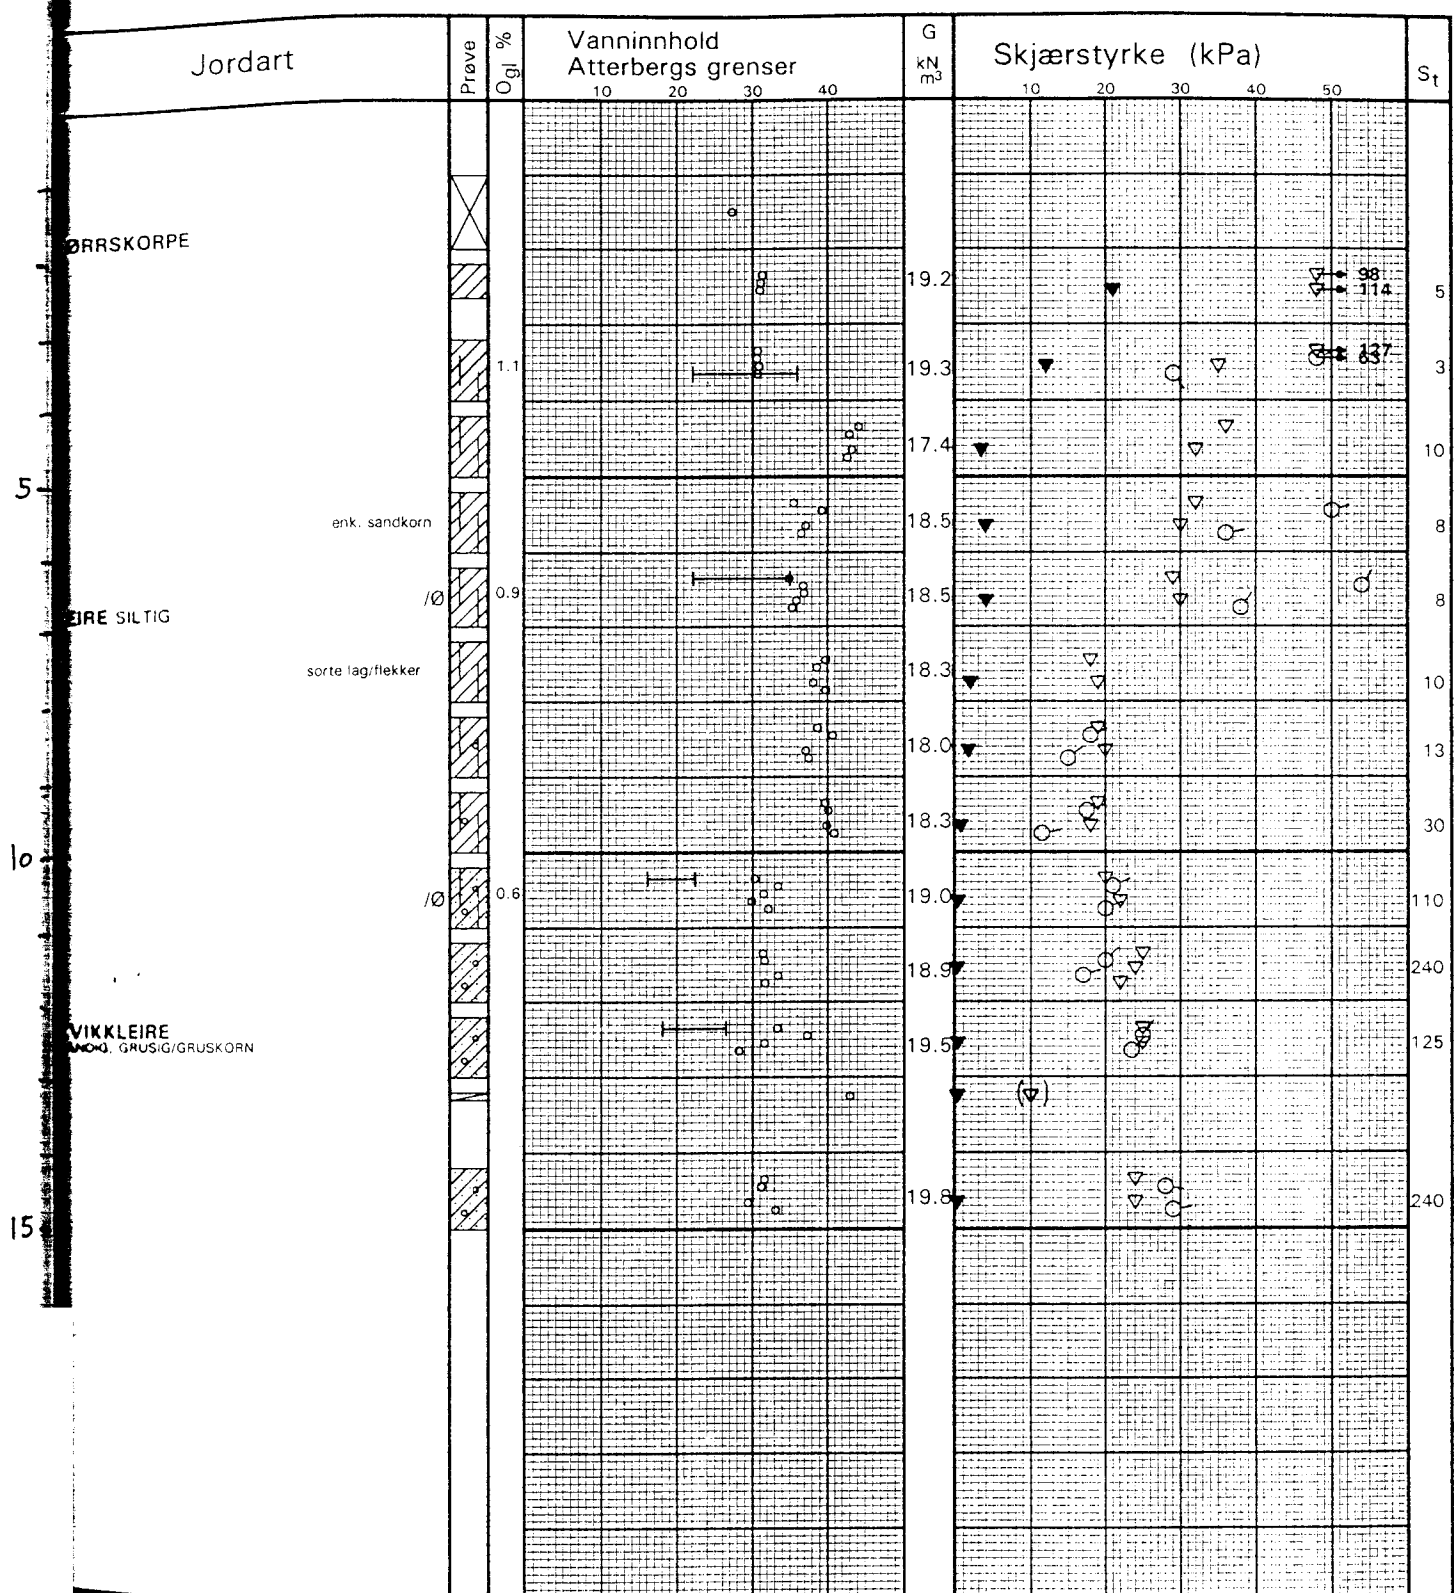 Jordart
Prøve
Ogl %
Vanninnhold
Atterbergs grenser
10 20 30 40
G
kN
m³
Skjærstyrke (kPa)
10 20 30 40 50
St
ØRRSKORPE
19.2 98
114 5
1.1 19.3 137
63 3
17.4 10
5
enk. sandkorn 18.5 8
/Ø 0.9 18.5 8
EIRE SILTIG
sorte lag/flekker 18.3 10
18.0 13
18.3 30
10
/Ø 0.6 19.0 110
18.9 240
VIKKLEIRE
19.5 125
GRUSIG/GRUSKORN
( )
19.8 240
15